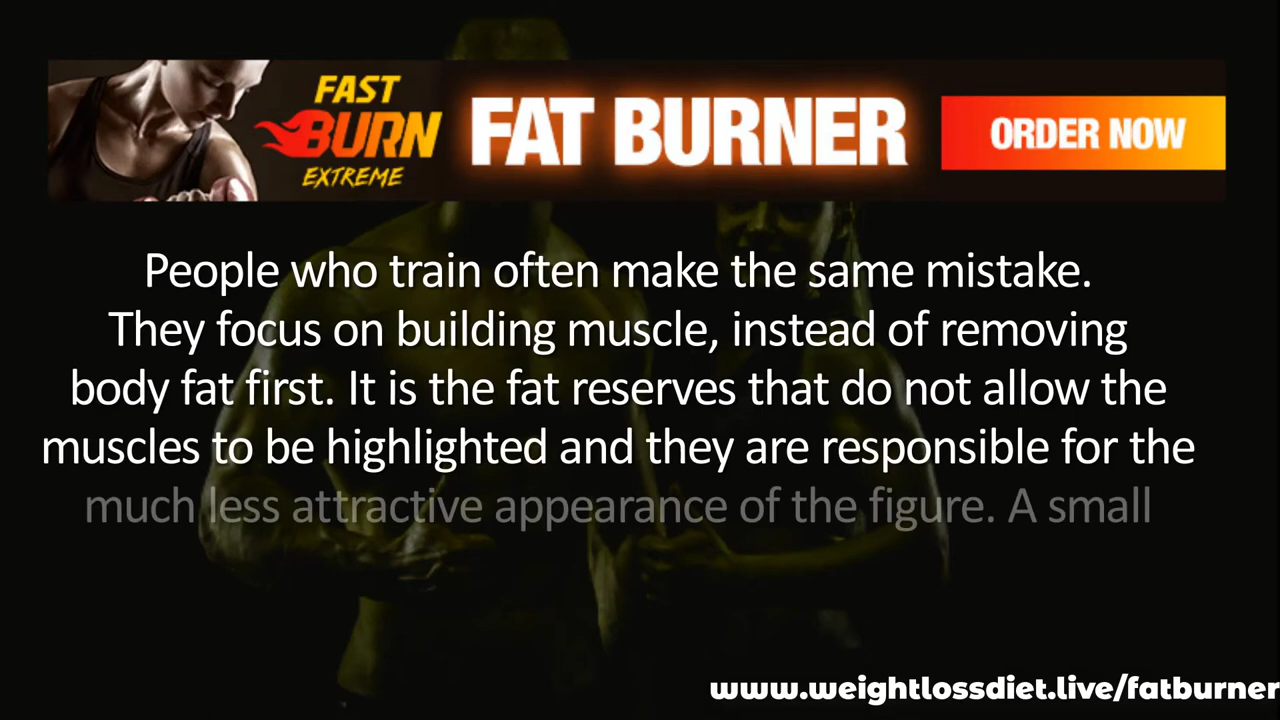 FAST
BURN
EXTREME
FAT BURNER
ORDER NOW
People who train often make the same mistake.
They focus on building muscle, instead of removing
body fat first. It is the fat reserves that do not allow the
muscles to be highlighted and they are responsible for the
much less attractive appearance of the figure. A small
www.weightlossdiet.live/fatburner